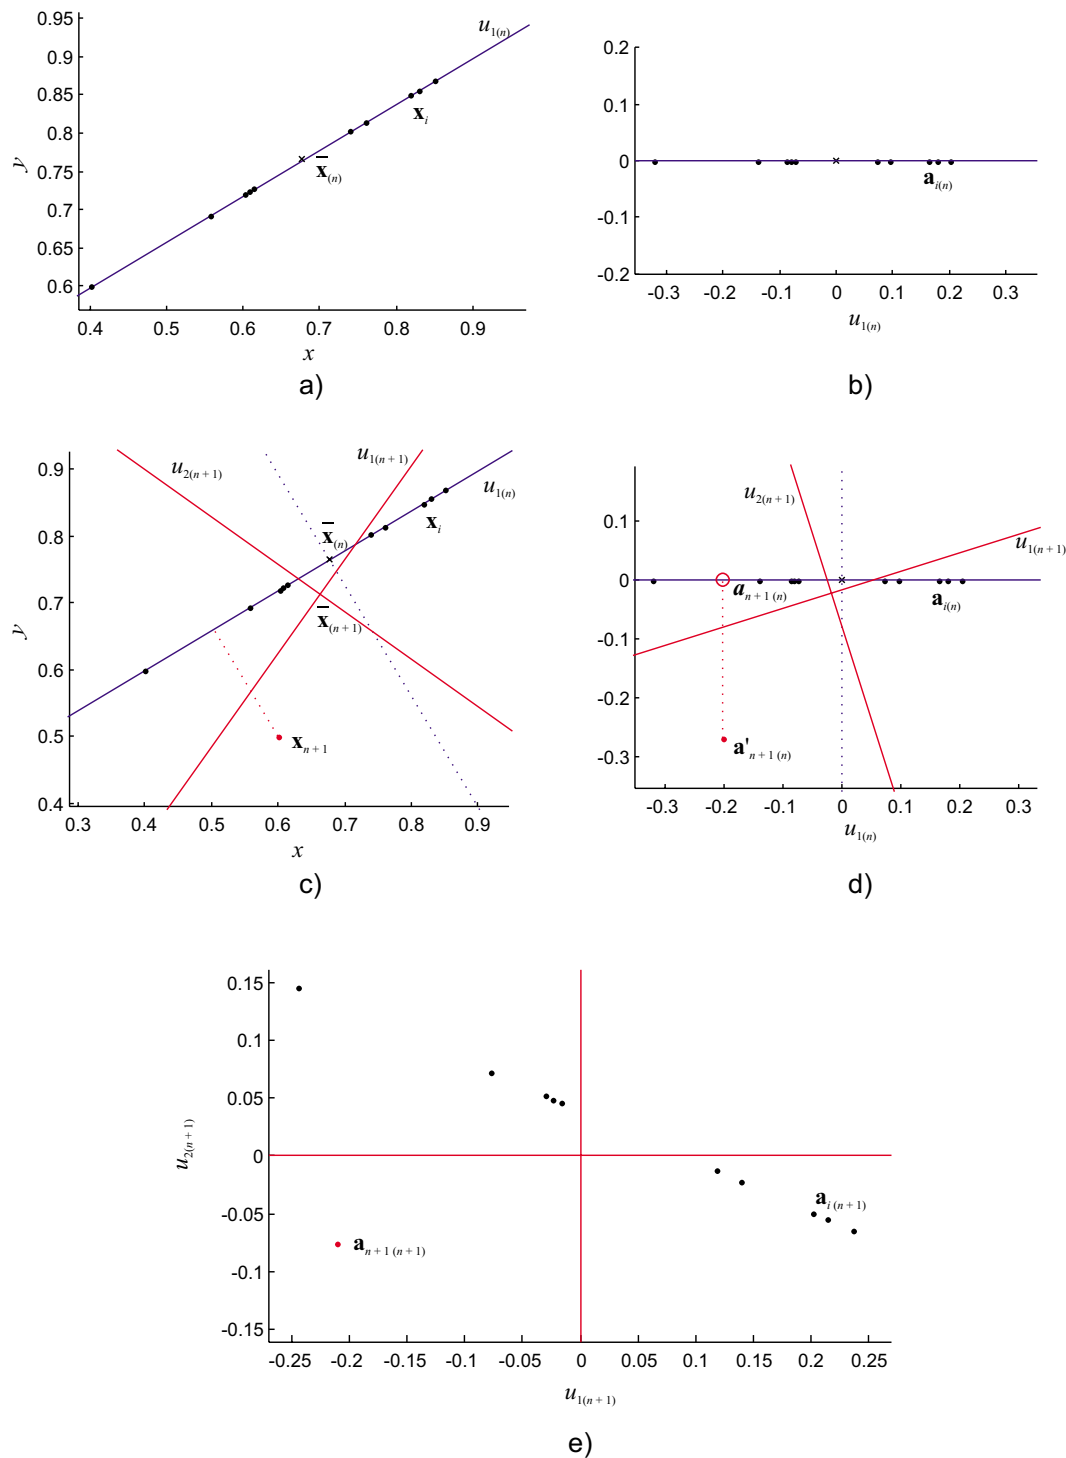 0.95
0.9
0.85
0.8
0.75
0.7
0.65
0.6
y
0.4 0.5 0.6 0.7 0.8 0.9
x
u1(n)
xi
x̄(n)
a)
0.2
0.1
0
-0.1
-0.2
-0.3 -0.2 -0.1 0 0.1 0.2 0.3
u1(n)
ai(n)
b)
0.9
0.8
0.7
0.6
0.5
0.4
y
0.3 0.4 0.5 0.6 0.7 0.8 0.9
x
u2(n + 1)
u1(n + 1)
u1(n)
xi
x̄(n)
x̄(n + 1)
xn + 1
c)
0.1
0
-0.1
-0.2
-0.3
-0.3 -0.2 -0.1 0 0.1 0.2 0.3
u1(n)
u2(n + 1)
u1(n + 1)
an + 1 (n)
ai(n)
a'n + 1 (n)
d)
0.15
0.1
0.05
0
-0.05
-0.1
-0.15
u2(n + 1)
-0.25 -0.2 -0.15 -0.1 -0.05 0 0.05 0.1 0.15 0.2 0.25
u1(n + 1)
ai (n + 1)
an + 1 (n + 1)
e)